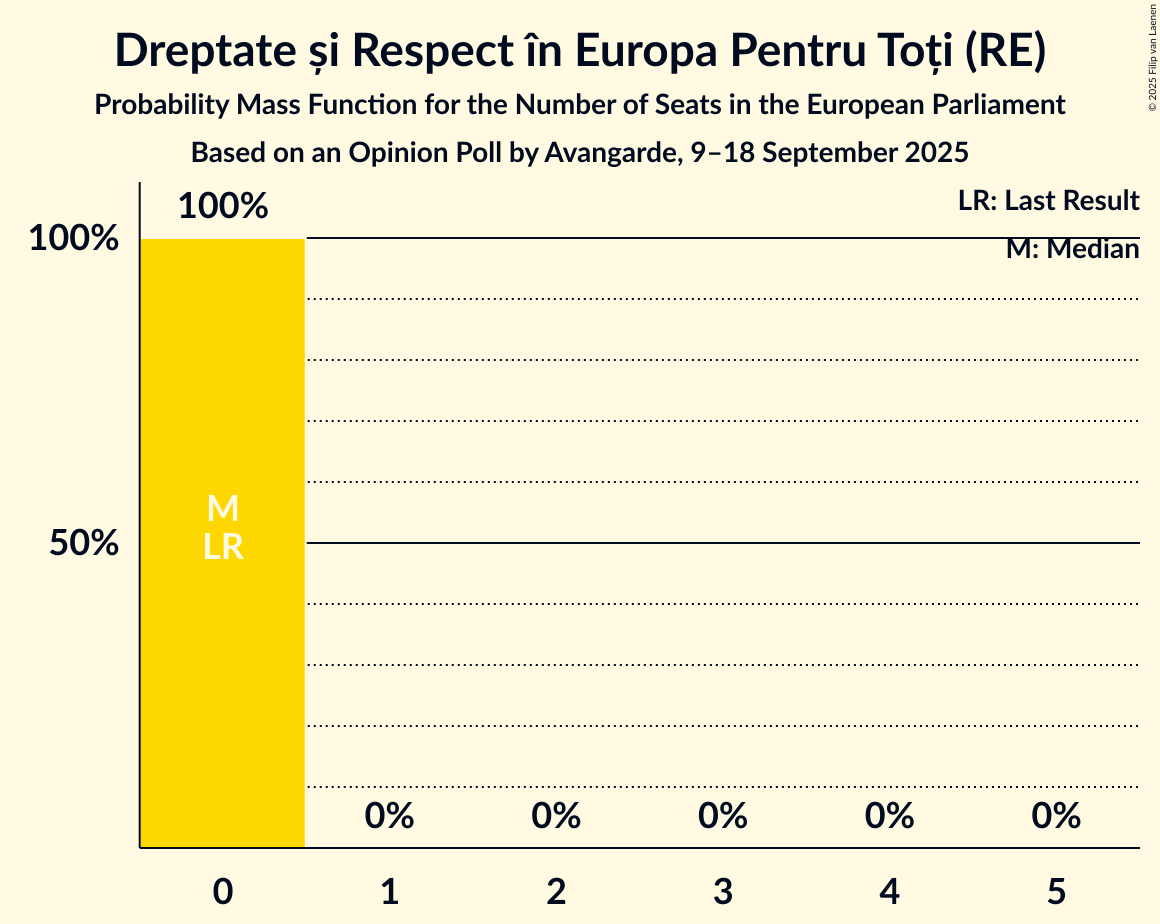 Dreptate și Respect în Europa Pentru Toți (RE)
Probability Mass Function for the Number of Seats in the European Parliament
Based on an Opinion Poll by Avangarde, 9–18 September 2025
© 2025 Filip van Laenen
LR: Last Result
M: Median
100%
100%
50%
M
LR
0% 0% 0% 0% 0%
0 1 2 3 4 5